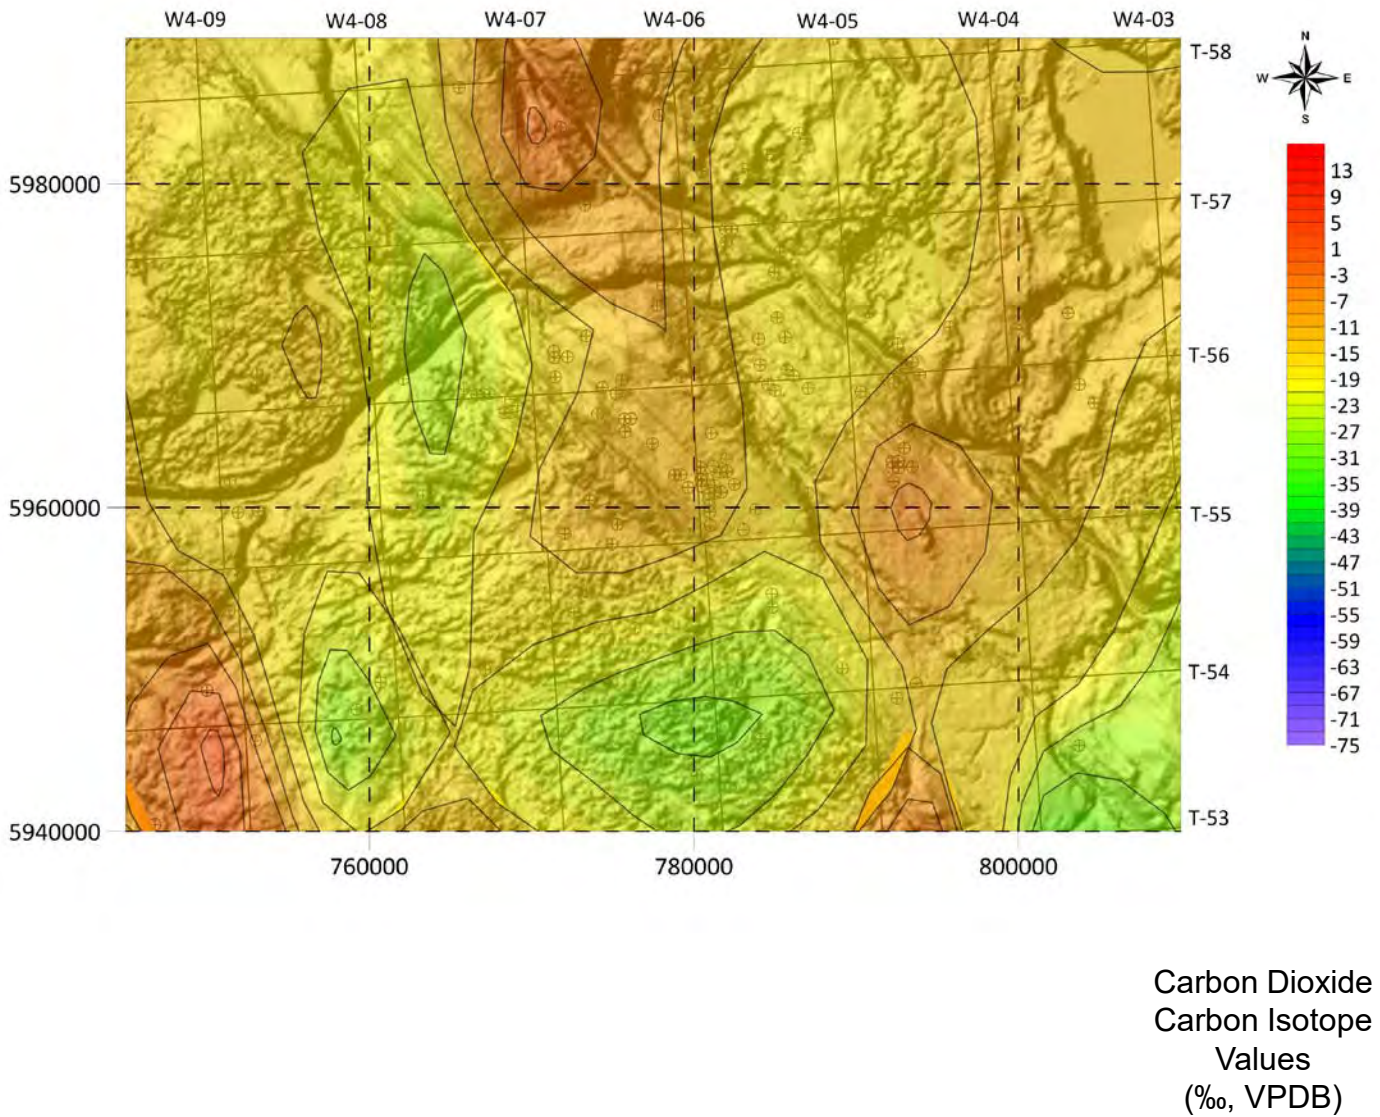 W4-09 W4-08 W4-07 W4-06 W4-05 W4-04 W4-03
N
W E
S
T-58
T-57
T-56
T-55
T-54
T-53
5980000
5960000
5940000
760000 780000 800000
13
9
5
1
-3
-7
-11
-15
-19
-23
-27
-31
-35
-39
-43
-47
-51
-55
-59
-63
-67
-71
-75
Carbon Dioxide
Carbon Isotope
Values
(‰, VPDB)